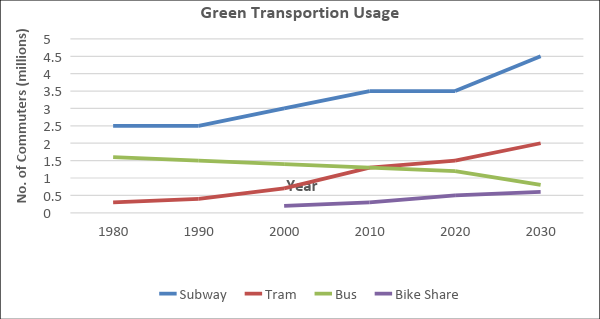 Green Transportion Usage
No. of Commuters (millions)
5
4.5
4
3.5
3
2.5
2
1.5
1
0.5
0
Year
1980 1990 2000 2010 2020 2030
Subway Tram Bus Bike Share